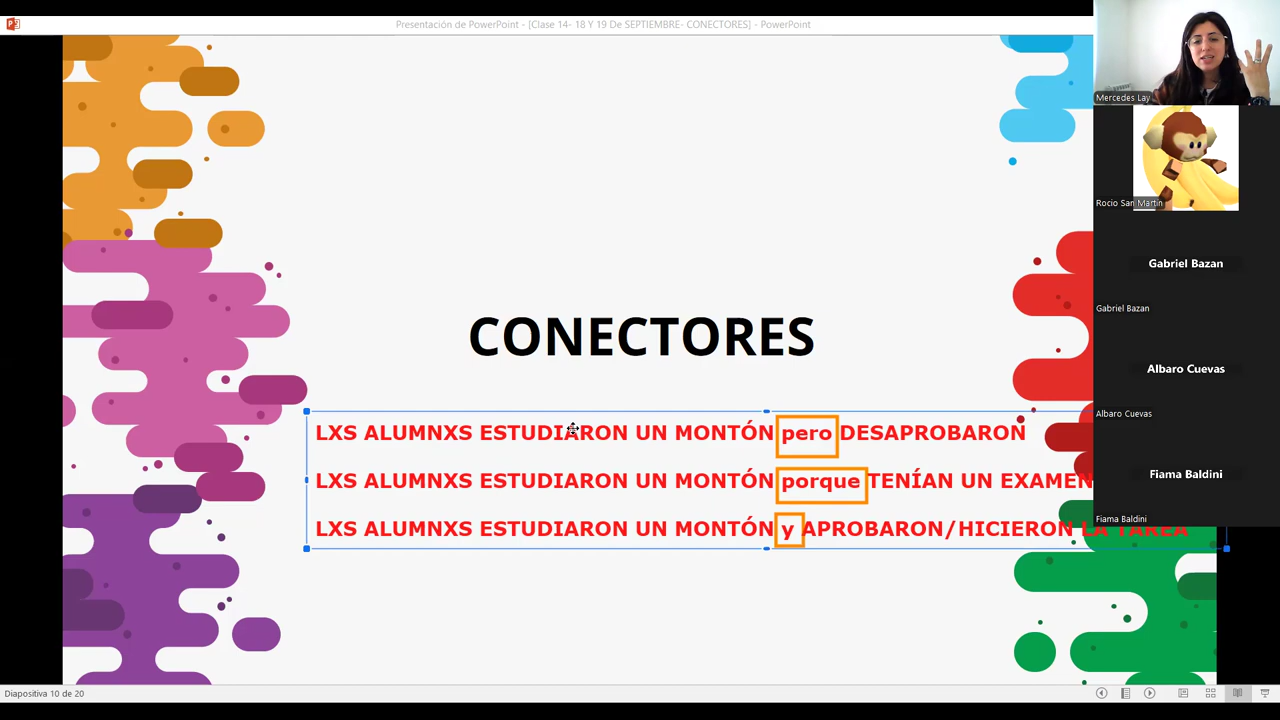 Presentación de PowerPoint - [Clase 14- 18 Y 19 De SEPTIEMBRE- CONECTORES] - PowerPoint
Mercedes Lay
Rocio San Martin
Gabriel Bazan
Gabriel Bazan
Albaro Cuevas
Albaro Cuevas
Fiama Baldini
Fiama Baldini
CONECTORES
LXS ALUMNXS ESTUDIARON UN MONTÓN pero DESAPROBARON
LXS ALUMNXS ESTUDIARON UN MONTÓN porque TENÍAN UN EXAMEN
LXS ALUMNXS ESTUDIARON UN MONTÓN y APROBARON/HICIERON LA TAREA
Diapositiva 10 de 20